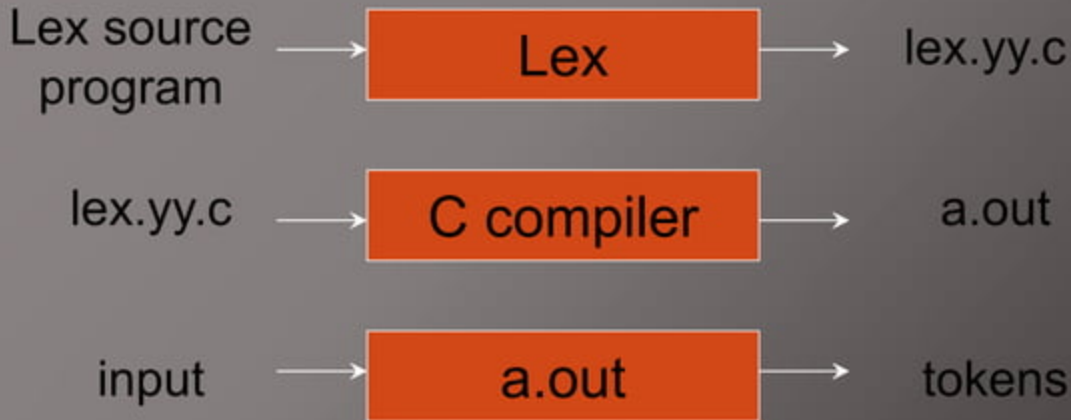 Lex source
program
Lex
lex.yy.c
lex.yy.c
C compiler
a.out
input
a.out
tokens